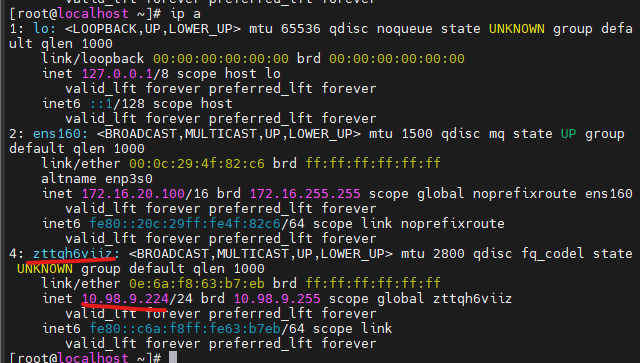 valid_lft forever preferred_lft forever
[root@localhost ~]# ip a
1: lo: <LOOPBACK,UP,LOWER_UP> mtu 65536 qdisc noqueue state UNKNOWN group defa
ult qlen 1000
    link/loopback 00:00:00:00:00:00 brd 00:00:00:00:00:00
    inet 127.0.0.1/8 scope host lo
       valid_lft forever preferred_lft forever
    inet6 ::1/128 scope host
       valid_lft forever preferred_lft forever
2: ens160: <BROADCAST,MULTICAST,UP,LOWER_UP> mtu 1500 qdisc mq state UP group
default qlen 1000
    link/ether 00:0c:29:4f:82:c6 brd ff:ff:ff:ff:ff:ff
    altname enp3s0
    inet 172.16.20.100/16 brd 172.16.255.255 scope global noprefixroute ens160
       valid_lft forever preferred_lft forever
    inet6 fe80::20c:29ff:fe4f:82c6/64 scope link noprefixroute
       valid_lft forever preferred_lft forever
4: zttqh6viiz: <BROADCAST,MULTICAST,UP,LOWER_UP> mtu 2800 qdisc fq_codel state
 UNKNOWN group default qlen 1000
    link/ether 0e:6a:f8:63:b7:eb brd ff:ff:ff:ff:ff:ff
    inet 10.98.9.224/24 brd 10.98.9.255 scope global zttqh6viiz
       valid_lft forever preferred_lft forever
    inet6 fe80::c6a:f8ff:fe63:b7eb/64 scope link
       valid_lft forever preferred_lft forever
[root@localhost ~]#